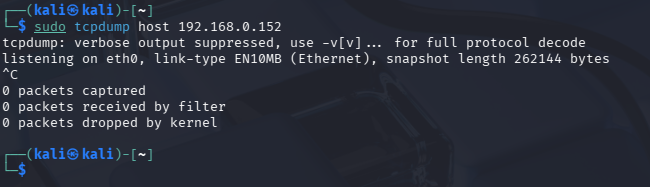 ┌──(kali㉿kali)-[~]
└─$ sudo tcpdump host 192.168.0.152
tcpdump: verbose output suppressed, use -v[v]... for full protocol decode
listening on eth0, link-type EN10MB (Ethernet), snapshot length 262144 bytes
^C
0 packets captured
0 packets received by filter
0 packets dropped by kernel
┌──(kali㉿kali)-[~]
└─$